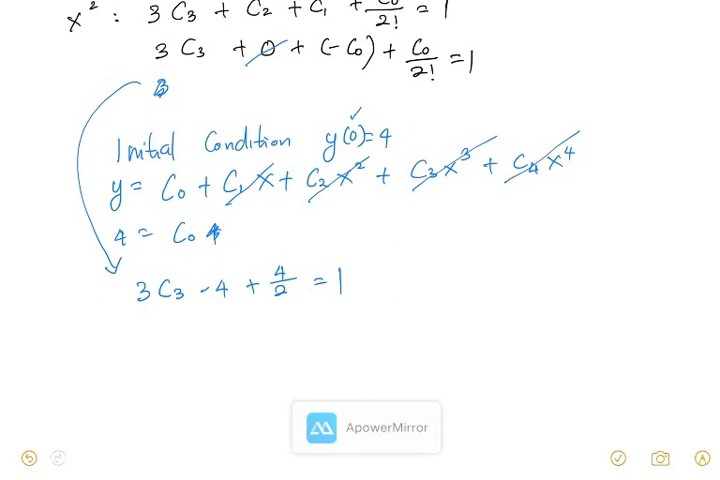 x² : 3 C₃ + C₂ + C₁ + C₀/2! = 1
3 C₃ + 0 + (-C₀) + C₀/2! = 1
Initial Condition y(0)=4
y = C₀ + C₁x + C₂x² + C₃x³ + C₄x⁴
4 = C₀
3C₃ - 4 + 4/2 = 1
ApowerMirror